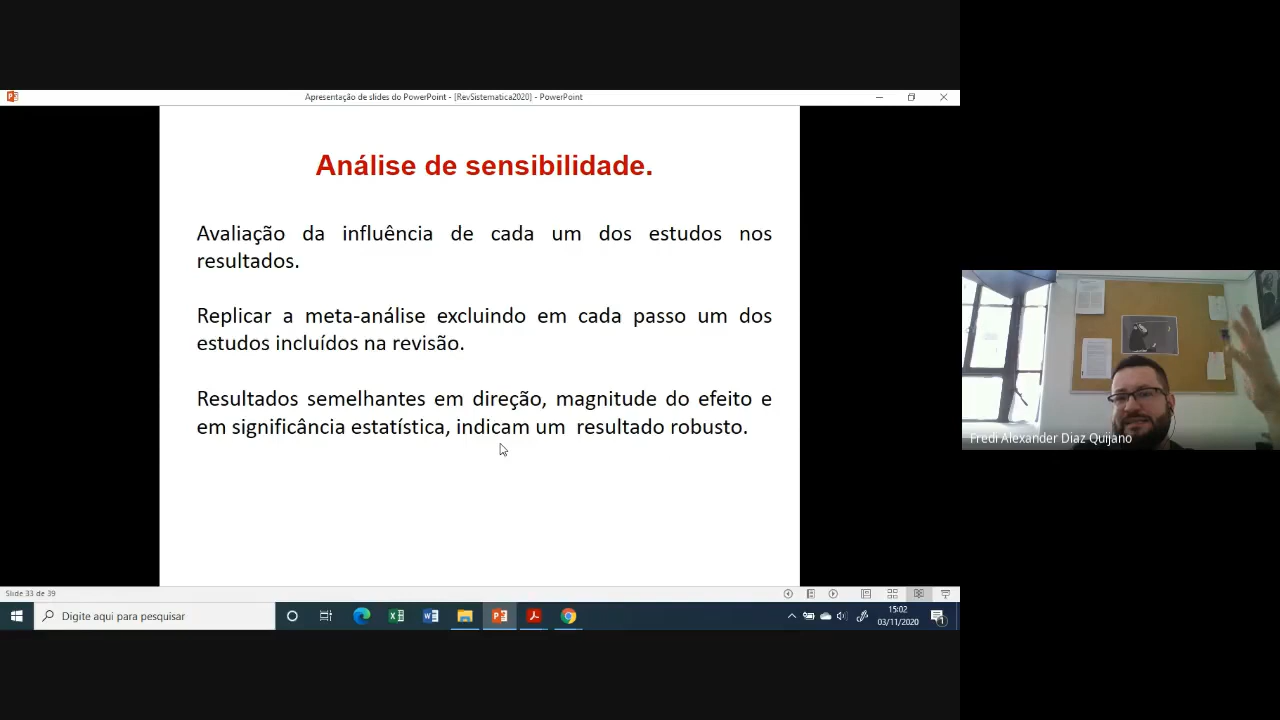 Apresentação de slides do PowerPoint - [RevSistematica2020] - PowerPoint
Análise de sensibilidade.
Avaliação da influência de cada um dos estudos nos
resultados.
Replicar a meta-análise excluindo em cada passo um dos
estudos incluídos na revisão.
Resultados semelhantes em direção, magnitude do efeito e
em significância estatística, indicam um resultado robusto.
Fredi Alexander Diaz Quijano
Slide 33 de 39
Digite aqui para pesquisar
15:02
03/11/2020